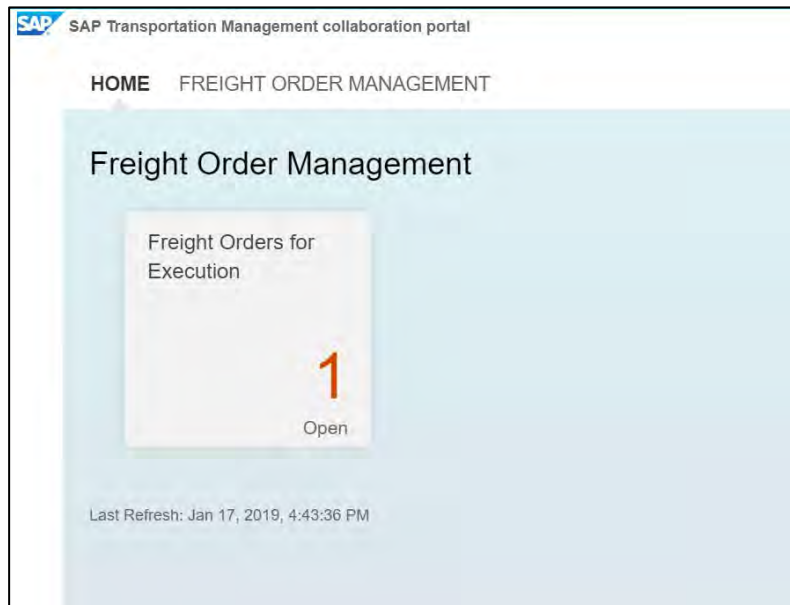 SAP SAP Transportation Management collaboration portal
HOME FREIGHT ORDER MANAGEMENT
Freight Order Management
Freight Orders for
Execution
1
Open
Last Refresh: Jan 17, 2019, 4:43:36 PM